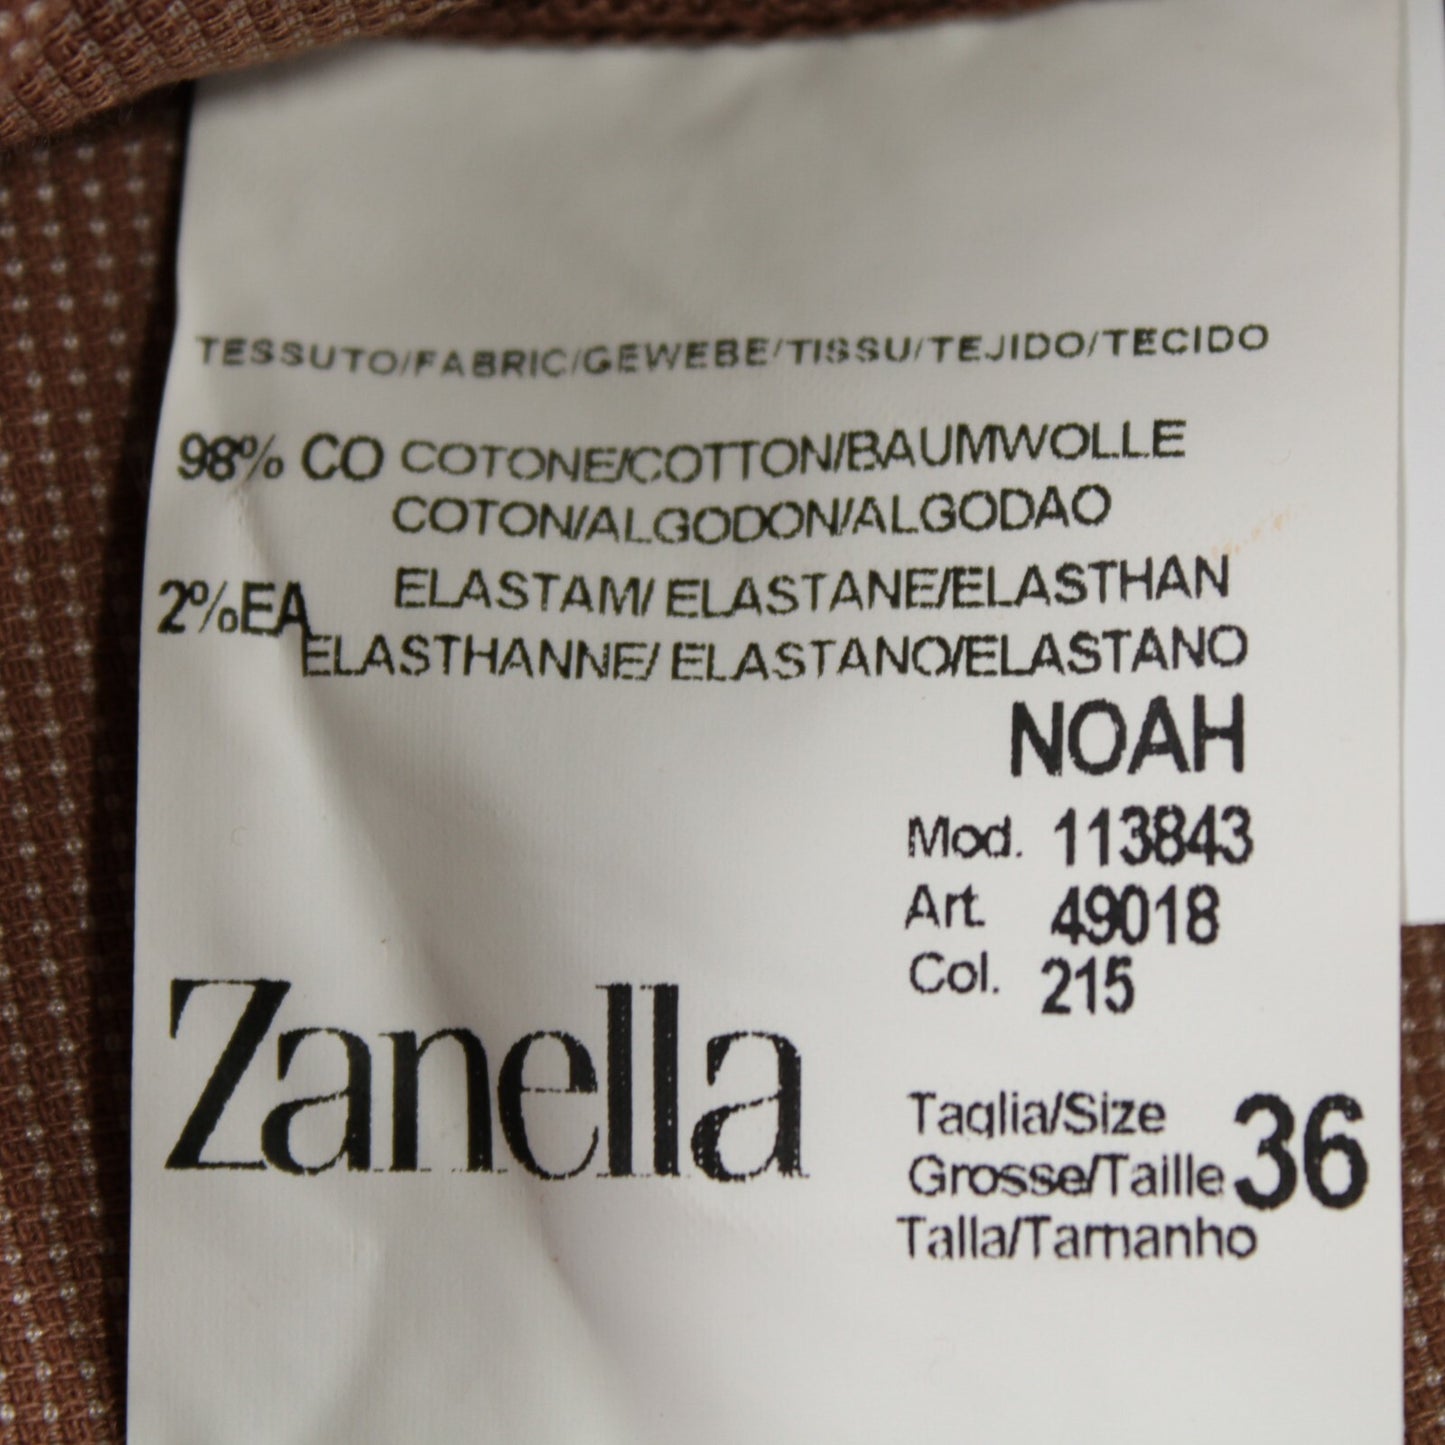 TESSUTO/FABRIC/GEWEBE/TISSU/TEJIDO/TECIDO
98% CO COTONE/COTTON/BAUMWOLLE
COTON/ALGODON/ALGODAO
2%EA ELASTAM/ ELASTANE/ELASTHAN
ELASTHANNE/ ELASTANO/ELASTANO
NOAH
Mod. 113843
Art. 49018
Col. 215
Zanella
Taglia/Size
Grosse/Taille 36
Talla/Tamanho